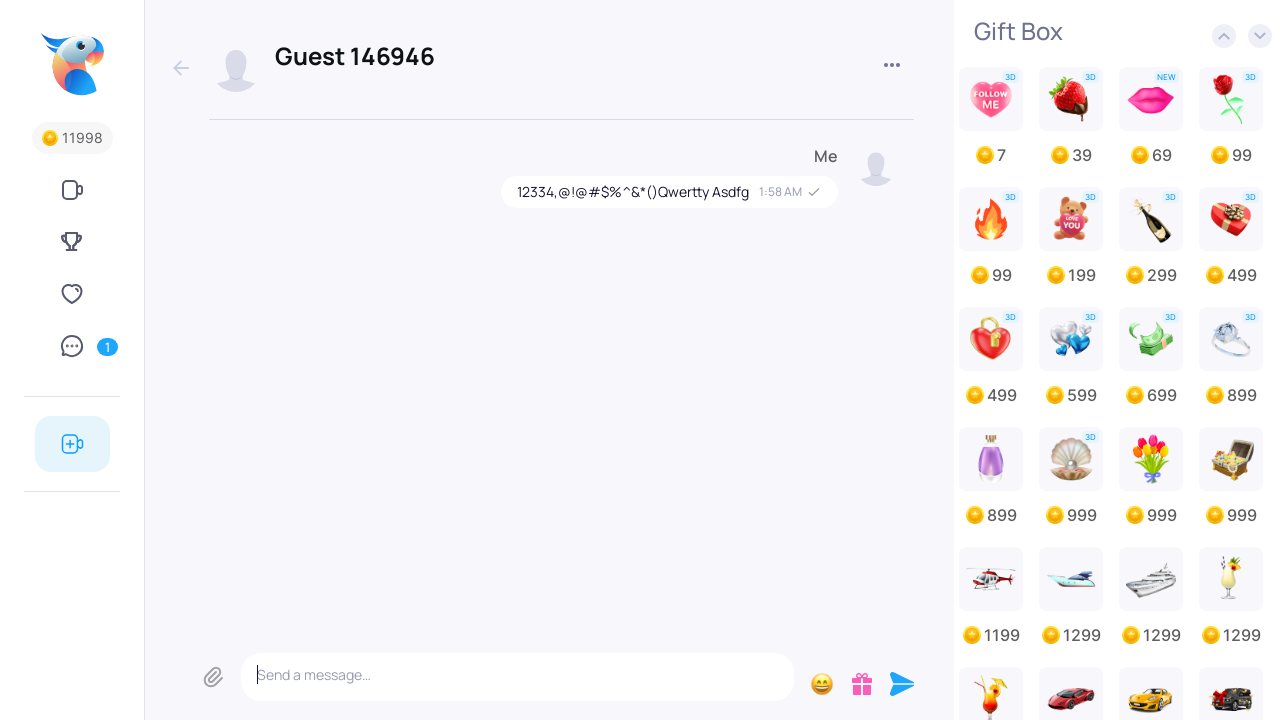 11998
1
Guest 146946
Me
12334,@!@#$%^&*()Qwertty Asdfg 1:58 AM
Send a message...
Gift Box
3D 3D NEW 3D
FOLLOW ME
7 39 69 99
3D 3D 3D 3D
LOVE YOU
99 199 299 499
3D 3D 3D 3D
499 599 699 899
3D
899 999 999 999
1199 1299 1299 1299